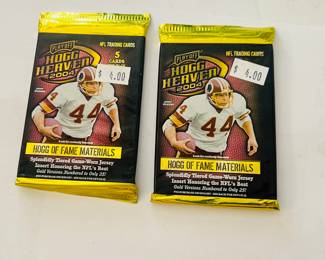 PLAYOFF
HOGG
HEAVEN
2004
NFL TRADING CARDS
5
CARDS
$ 6.00
44
HOGG OF FAME MATERIALS
Splendidly Tiered Game-Worn Jersey
Insert Honoring the NFL's Best
Gold Versions Numbered to Only 25!
PLAYOFF
HOGG
HEAVEN
2004
NFL TRADING CARDS
$ 6.00
44
HOGG OF FAME MATERIALS
Splendidly Tiered Game-Worn Jersey
Insert Honoring the NFL's Best
Gold Versions Numbered to Only 25!